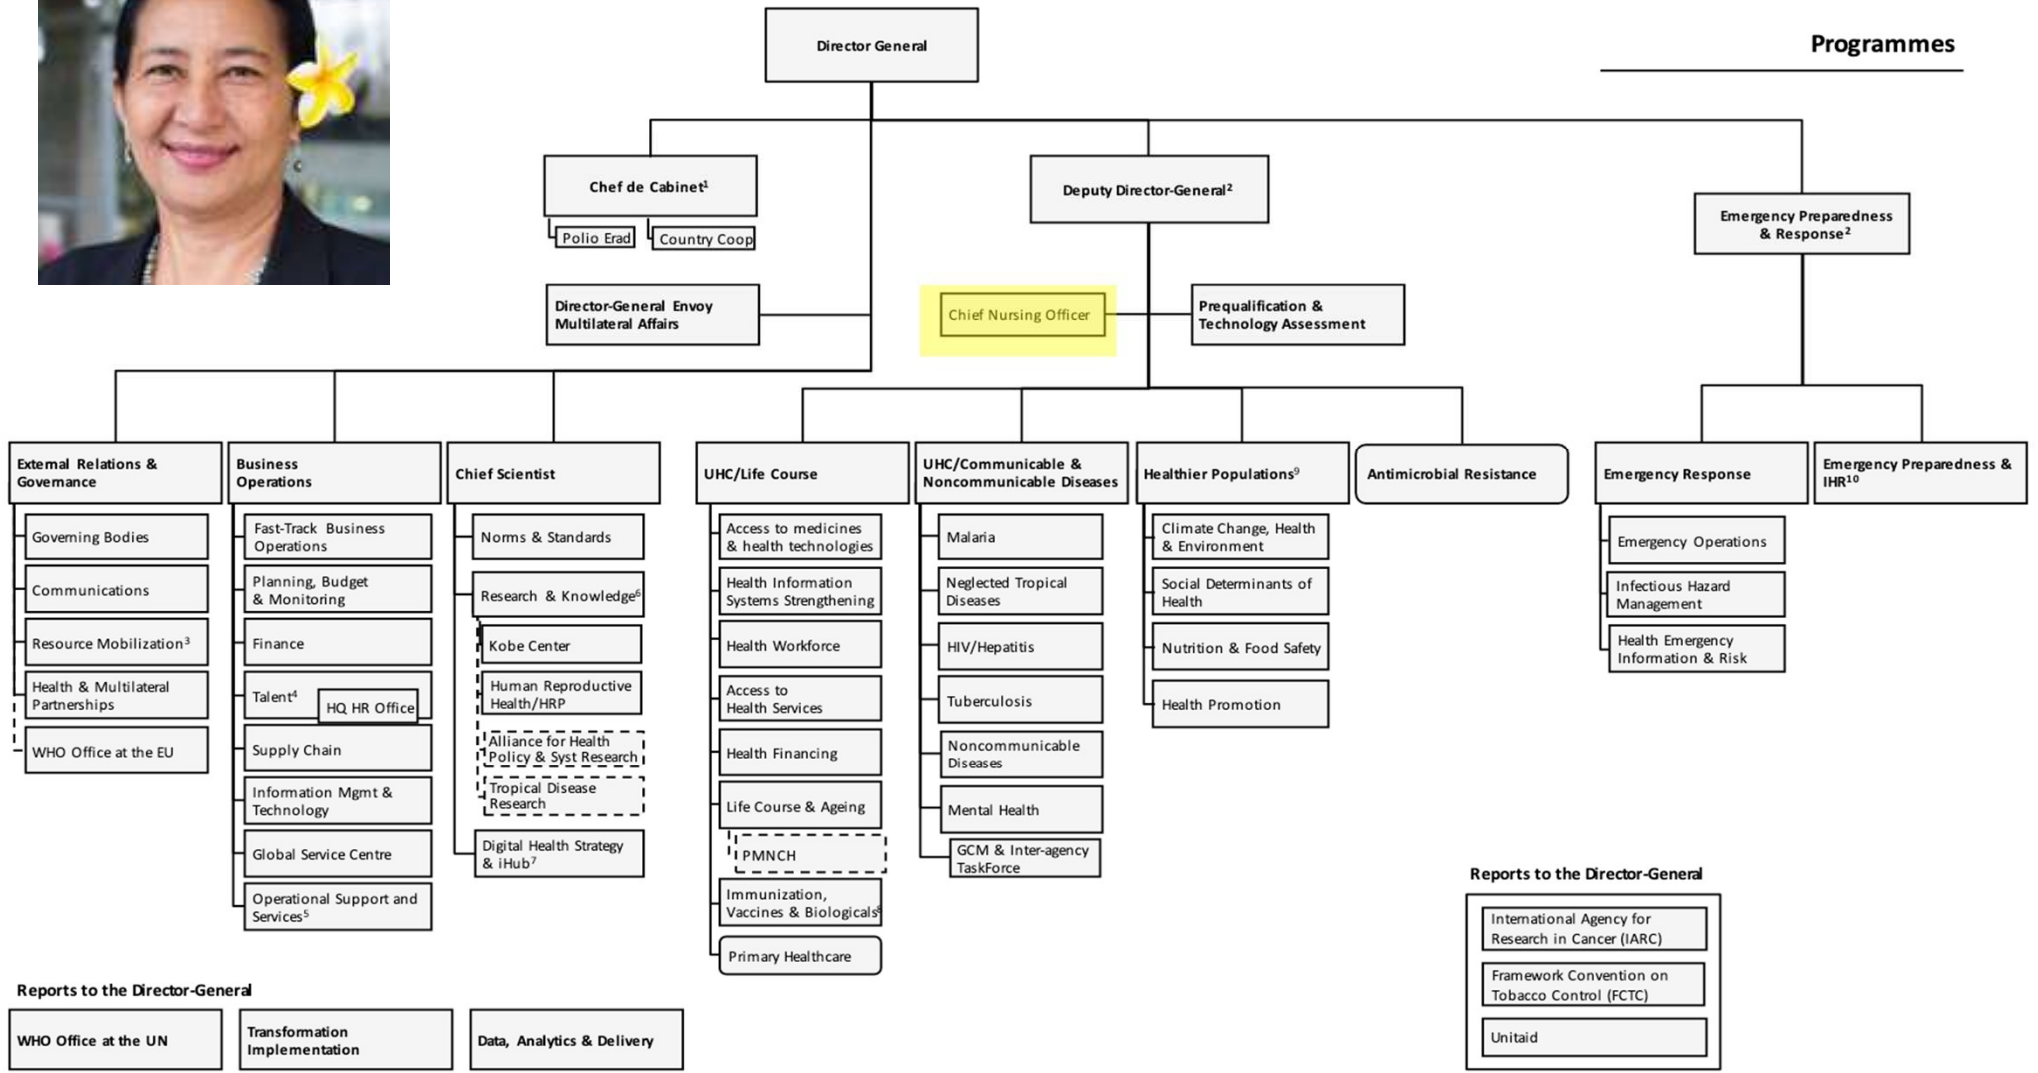 Director General
Programmes
Chef de Cabinet¹
Polio Erad
Country Coop
Deputy Director-General²
Emergency Preparedness
& Response²
Director-General Envoy
Multilateral Affairs
Chief Nursing Officer
Prequalification &
Technology Assessment
External Relations &
Governance
Governing Bodies
Communications
Resource Mobilization³
Health & Multilateral
Partnerships
WHO Office at the EU
Business
Operations
Fast-Track Business
Operations
Planning, Budget
& Monitoring
Finance
Talent⁴
HQ HR Office
Supply Chain
Information Mgmt &
Technology
Global Service Centre
Operational Support and
Services⁵
Chief Scientist
Norms & Standards
Research & Knowledge⁶
Kobe Center
Human Reproductive
Health/HRP
Alliance for Health
Policy & Syst Research
Tropical Disease
Research
Digital Health Strategy
& iHub⁷
UHC/Life Course
Access to medicines
& health technologies
Health Information
Systems Strengthening
Health Workforce
Access to
Health Services
Health Financing
Life Course & Ageing
PMNCH
Immunization,
Vaccines & Biologicals⁸
Primary Healthcare
UHC/Communicable &
Noncommunicable Diseases
Malaria
Neglected Tropical
Diseases
HIV/Hepatitis
Tuberculosis
Noncommunicable
Diseases
Mental Health
GCM & Inter-agency
TaskForce
Healthier Populations⁹
Climate Change, Health
& Environment
Social Determinants of
Health
Nutrition & Food Safety
Health Promotion
Antimicrobial Resistance
Emergency Response
Emergency Operations
Infectious Hazard
Management
Health Emergency
Information & Risk
Emergency Preparedness &
IHR¹⁰
Reports to the Director-General
International Agency for
Research in Cancer (IARC)
Framework Convention on
Tobacco Control (FCTC)
Unitaid
Reports to the Director-General
WHO Office at the UN
Transformation
Implementation
Data, Analytics & Delivery